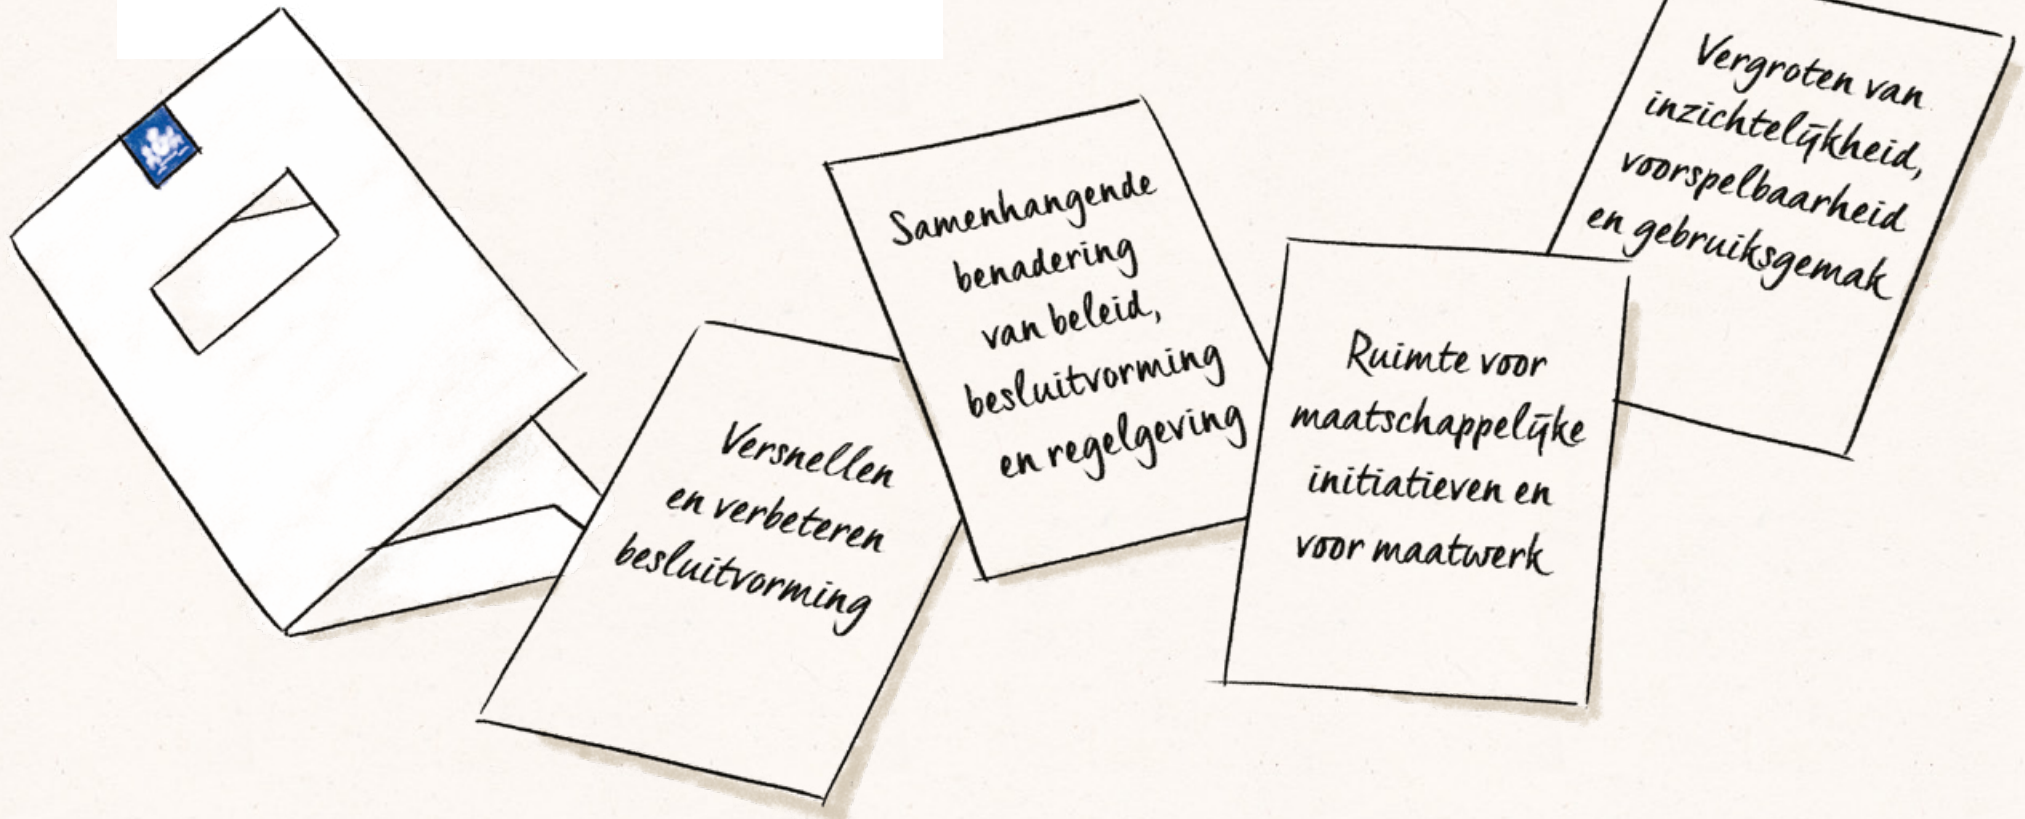 Versnellen
en verbeteren
besluitvorming
Samenhangende
benadering
van beleid,
besluitvorming
en regelgeving
Ruimte voor
maatschappelijke
initiatieven en
voor maatwerk
Vergroten van
inzichtelijkheid,
voorspelbaarheid
en gebruiksgemak